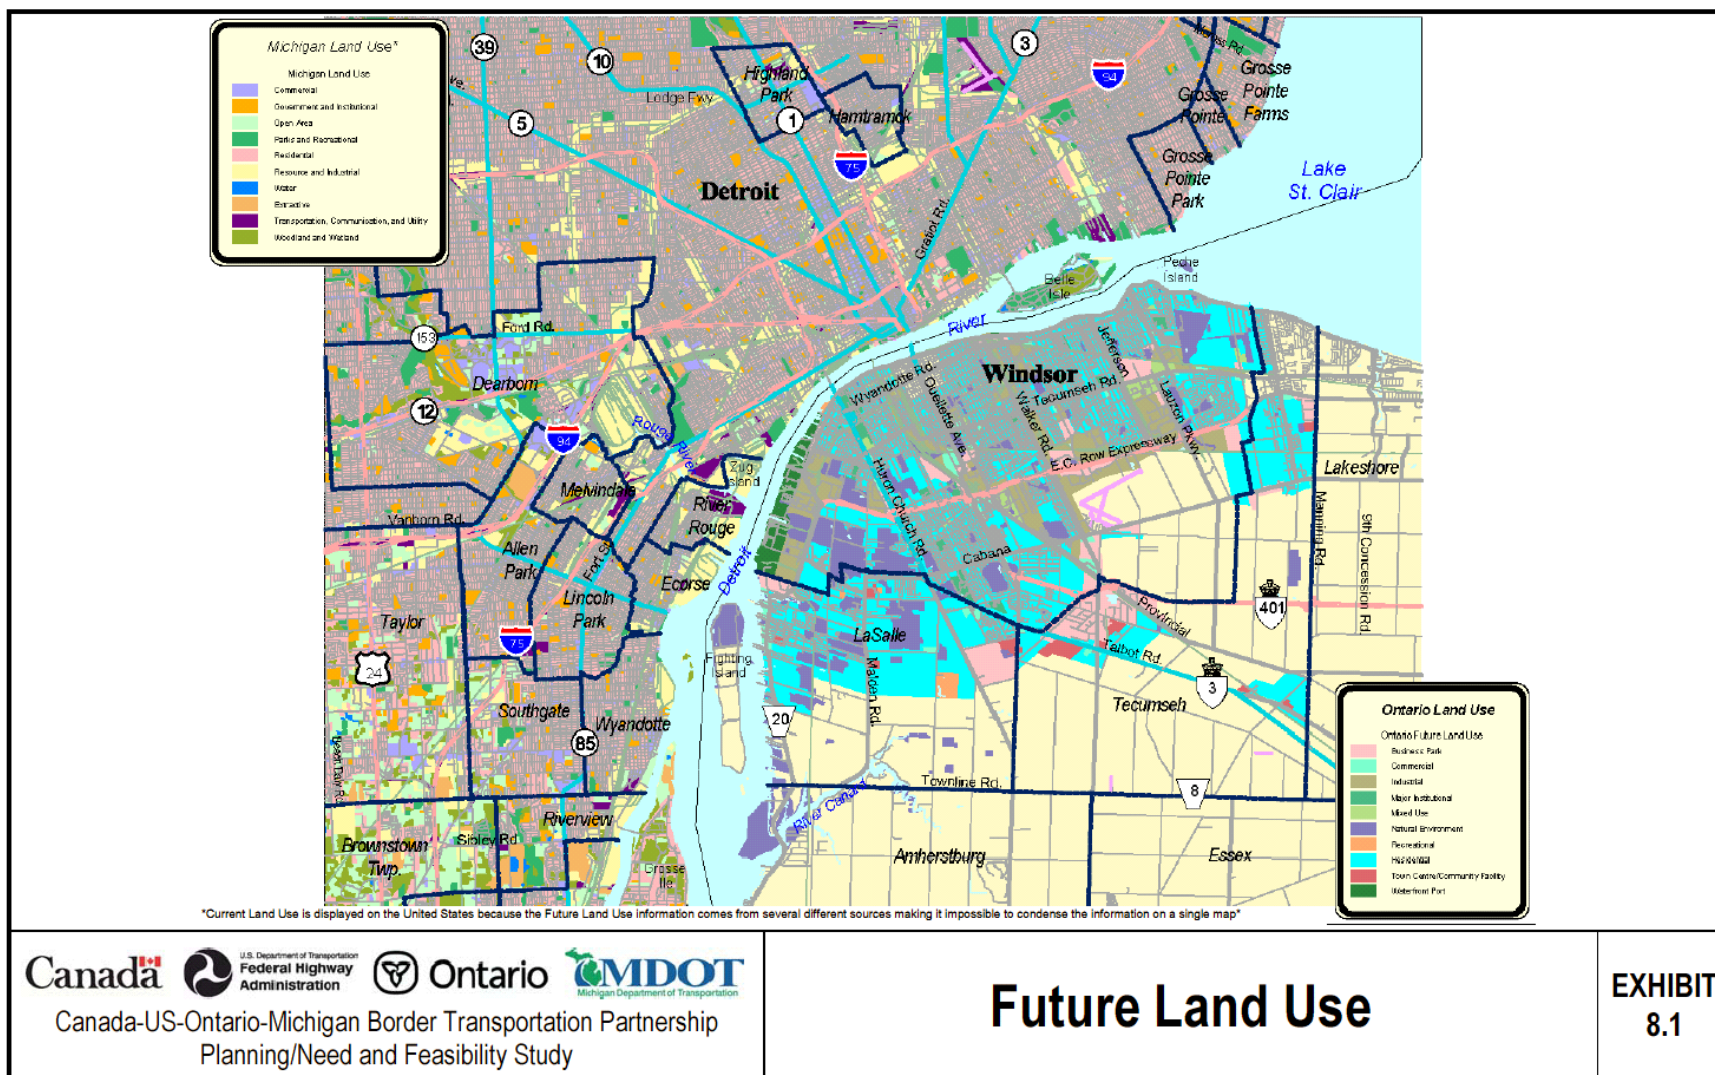 Michigan Land Use*
Michigan Land Use
Commercial
Government and Institutional
Open Area
Parks and Recreational
Residential
Resource and Industrial
Water
Extractive
Transportation, Communication, and Utility
Woodland and Wetland
39
10
3
94
Moross Rd.
Grosse
Pointe
Farms
Grosse
Pointe
Highland
Park
Lodge Fwy
5
1
Hamtramck
75
Grosse
Pointe
Park
Lake
St. Clair
Detroit
Gratiot Rd.
Belle
Isle
Peche
Island
River
153
Ford Rd.
Dearborn
12
94
Rouge River
Windsor
Wyandotte Rd.
Ouellette Ave.
Walker Rd.
Tecumseh Rd.
Jefferson
Lauzon Pkwy.
E.C. Row Expressway
Lakeshore
Manning Rd.
9th Concession Rd.
Melvindale
Zug
Island
River
Rouge
Vanborn Rd.
Allen
Park
Fort St.
Ecorse
Detroit
Huron Church Rd.
Cabana
Lincoln
Park
Taylor
75
24
LaSalle
Fighting
Island
Malden Rd.
Provincial
401
Talbot Rd.
3
Tecumseh
Southgate
Wyandotte
85
20
Townline Rd.
8
River Canard
Riverview
Sibley Rd
Brownstown
Twp.
Grosse
Ile
Amherstburg
Essex
Ontario Land Use
Ontario Future Land Use
Business Park
Commercial
Industrial
Major Institutional
Mixed Use
Natural Environment
Recreational
Residential
Town Centre/Community Facility
Waterfront Port
*Current Land Use is displayed on the United States because the Future Land Use information comes from several different sources making it impossible to condense the information on a single map*
Canada
U.S. Department of Transportation
Federal Highway
Administration
Ontario
MDOT
Michigan Department of Transportation
Canada-US-Ontario-Michigan Border Transportation Partnership
Planning/Need and Feasibility Study
Future Land Use
EXHIBIT
8.1